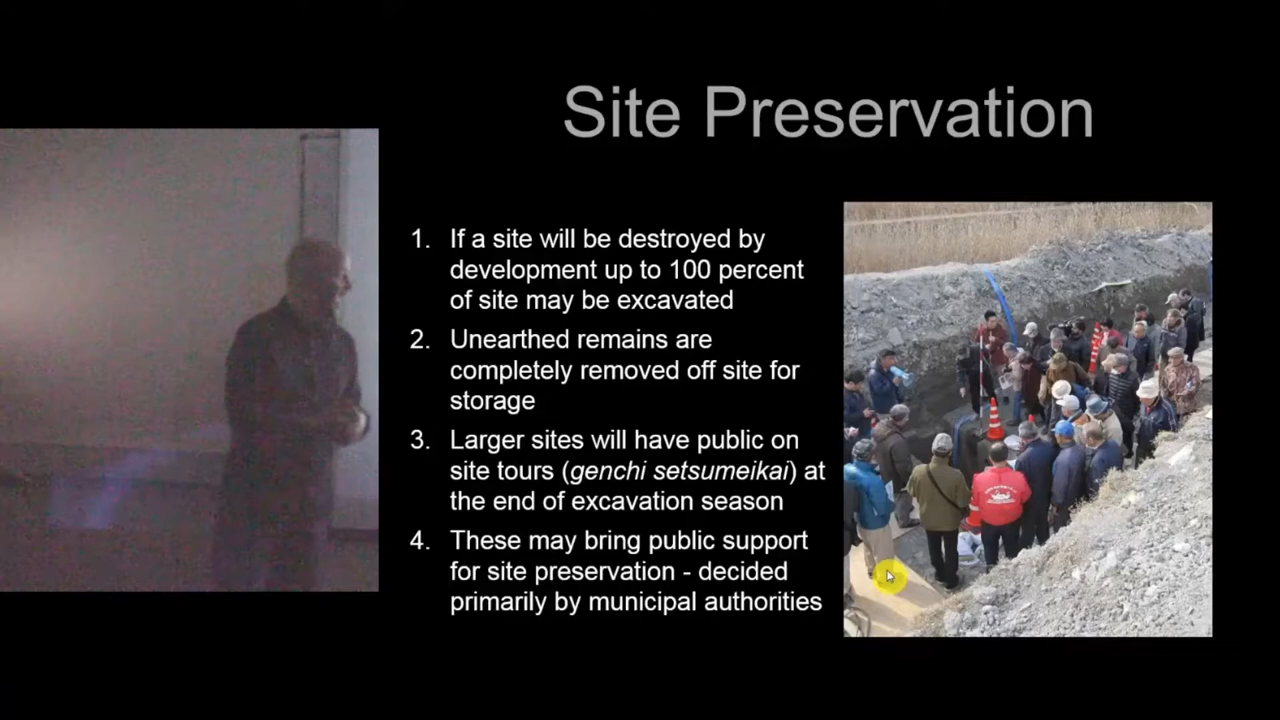 Site Preservation
1. If a site will be destroyed by
development up to 100 percent
of site may be excavated
2. Unearthed remains are
completely removed off site for
storage
3. Larger sites will have public on
site tours (genchi setsumeikai) at
the end of excavation season
4. These may bring public support
for site preservation - decided
primarily by municipal authorities